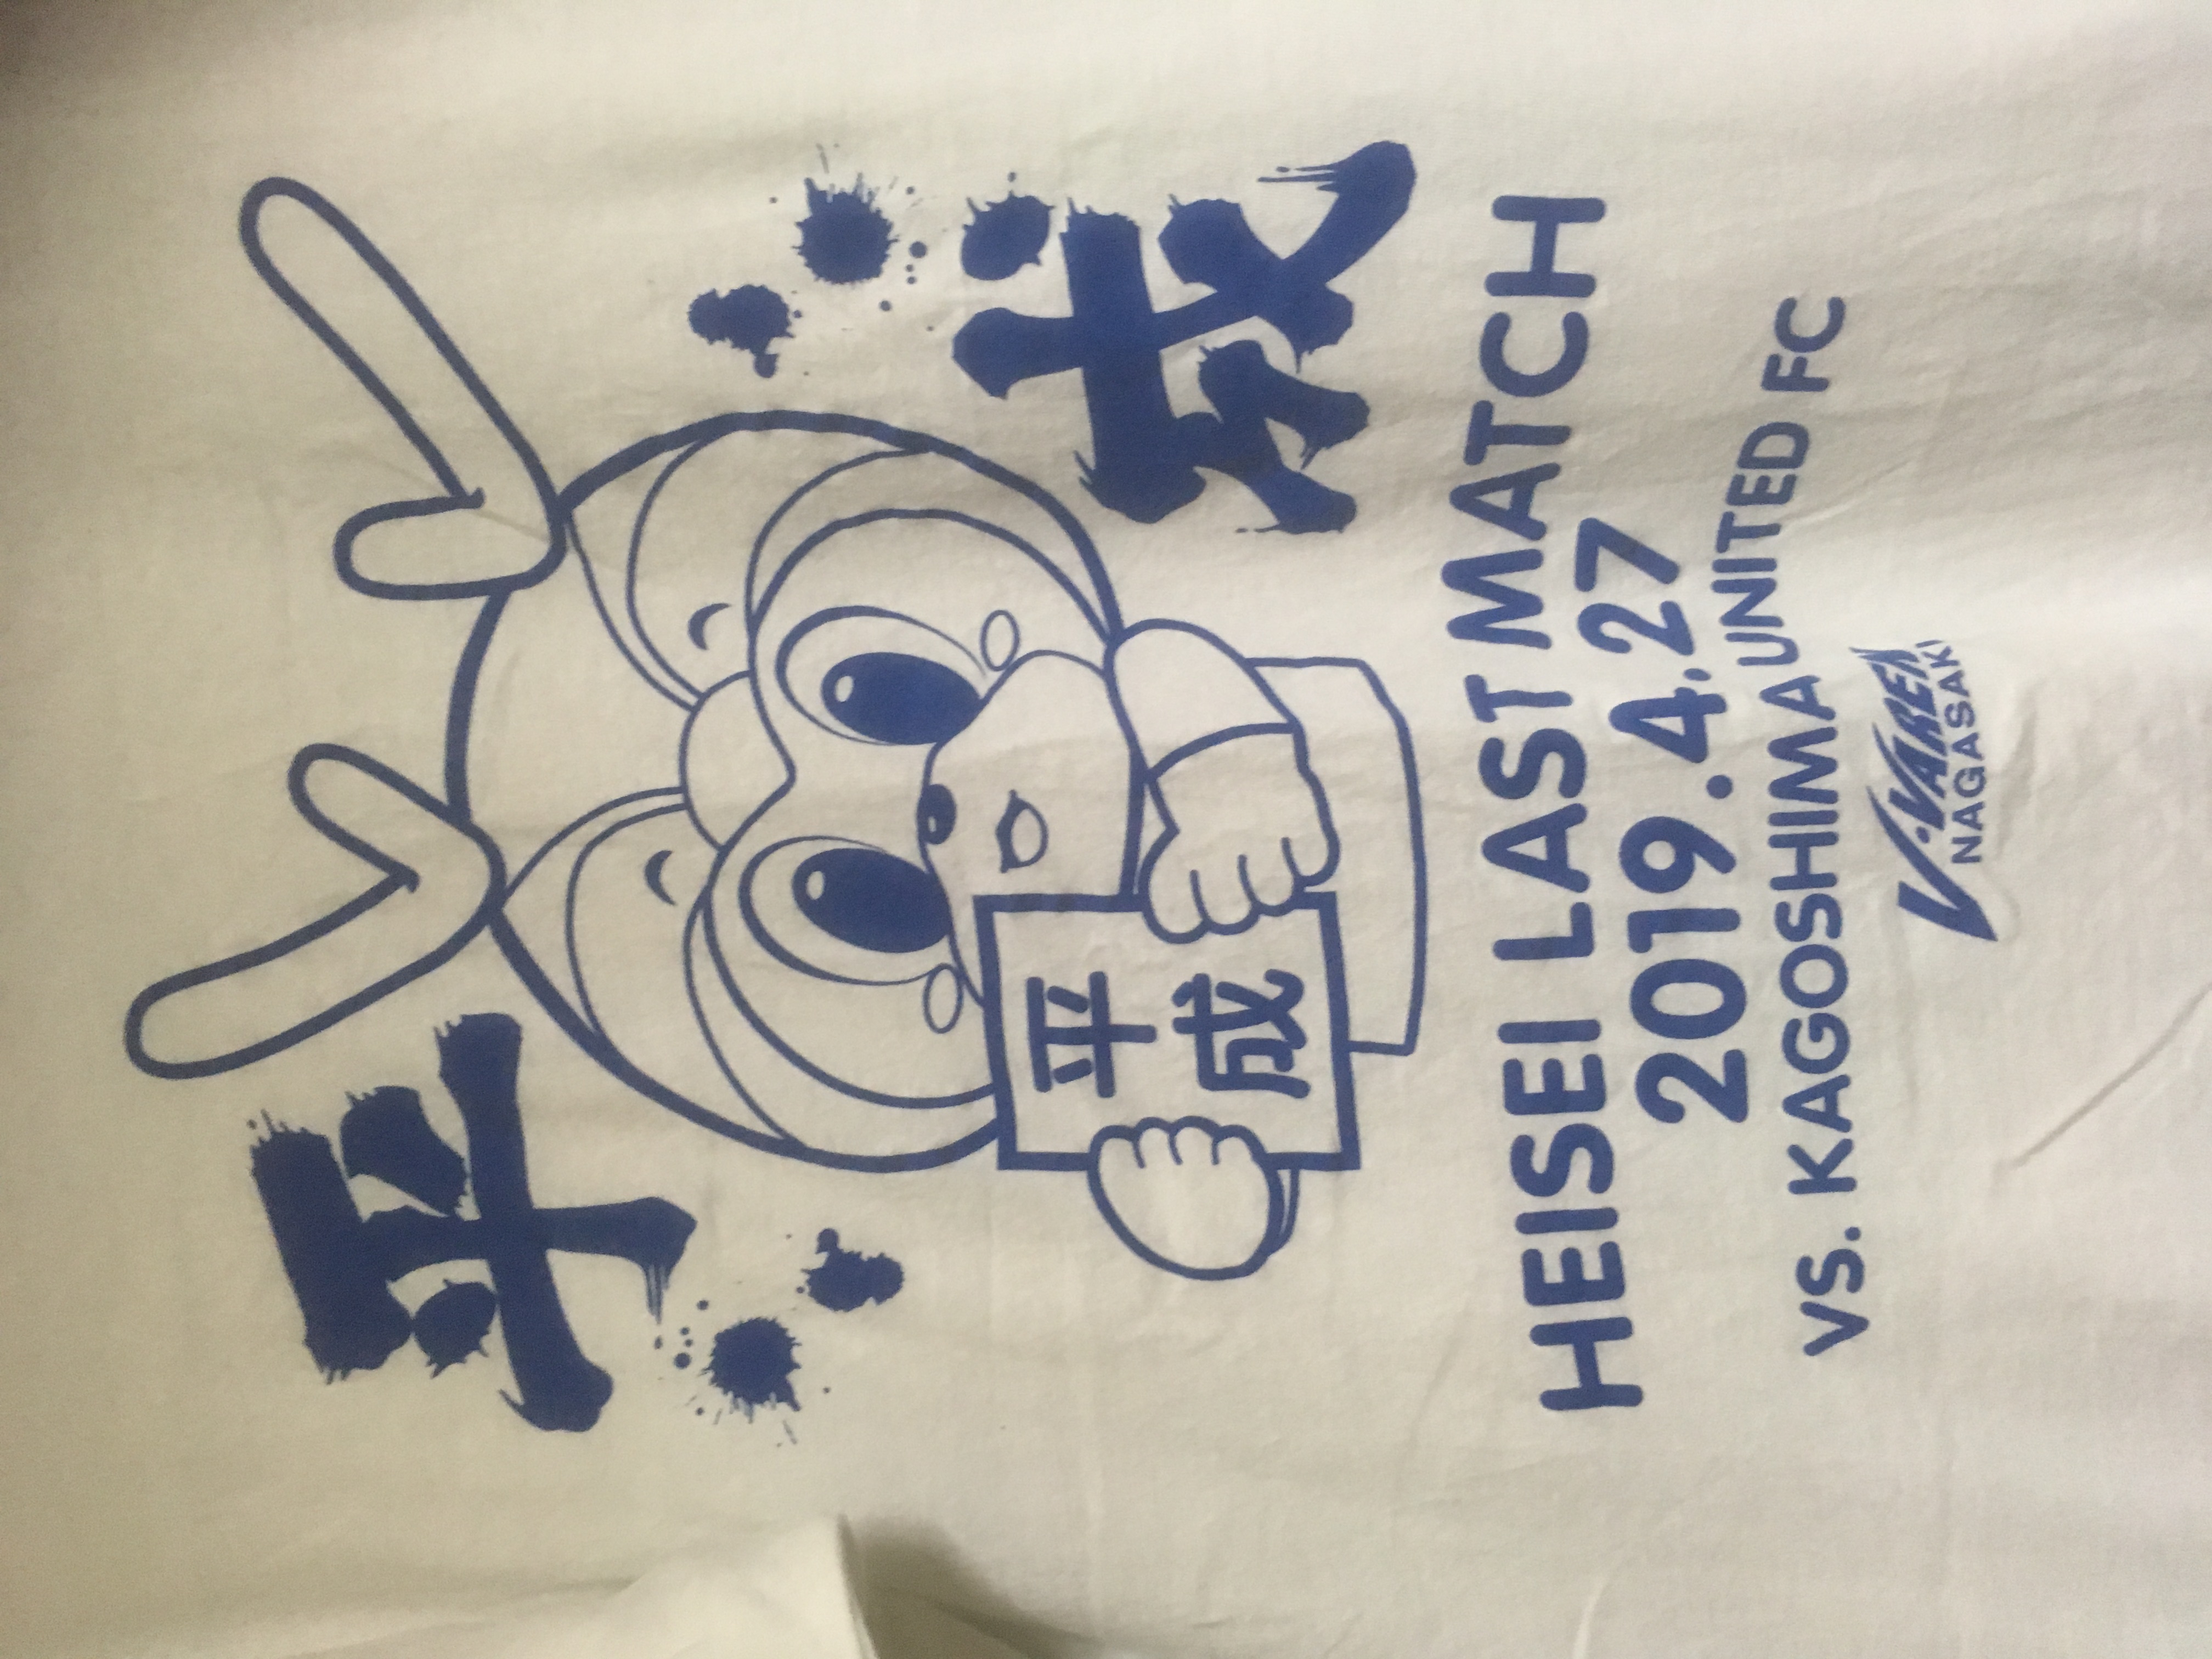 平成
平
成
HEISEI LAST MATCH
2019.4.27
VS. KAGOSHIMA UNITED FC
V·VAREN
NAGASAKI